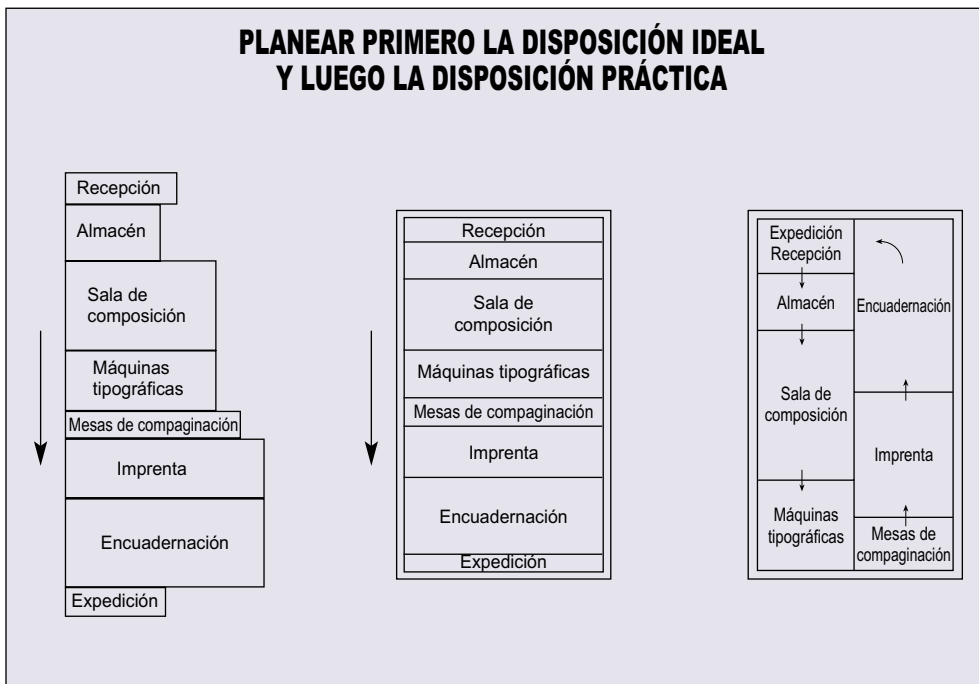 PLANEAR PRIMERO LA DISPOSICIÓN IDEAL
Y LUEGO LA DISPOSICIÓN PRÁCTICA
Recepción
Almacén
Sala de
composición
Máquinas
tipográficas
Mesas de compaginación
Imprenta
Encuadernación
Expedición
Recepción
Almacén
Sala de
composición
Máquinas tipográficas
Mesas de compaginación
Imprenta
Encuadernación
Expedición
Expedición
Recepción
Almacén
Sala de
composición
Máquinas
tipográficas
Encuadernación
Imprenta
Mesas de
compaginación